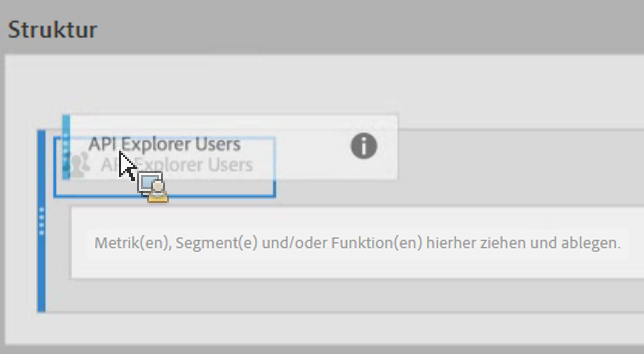 Struktur
API Explorer Users
API Explorer Users
Metrik(en), Segment(e) und/oder Funktion(en) hierher ziehen und ablegen.